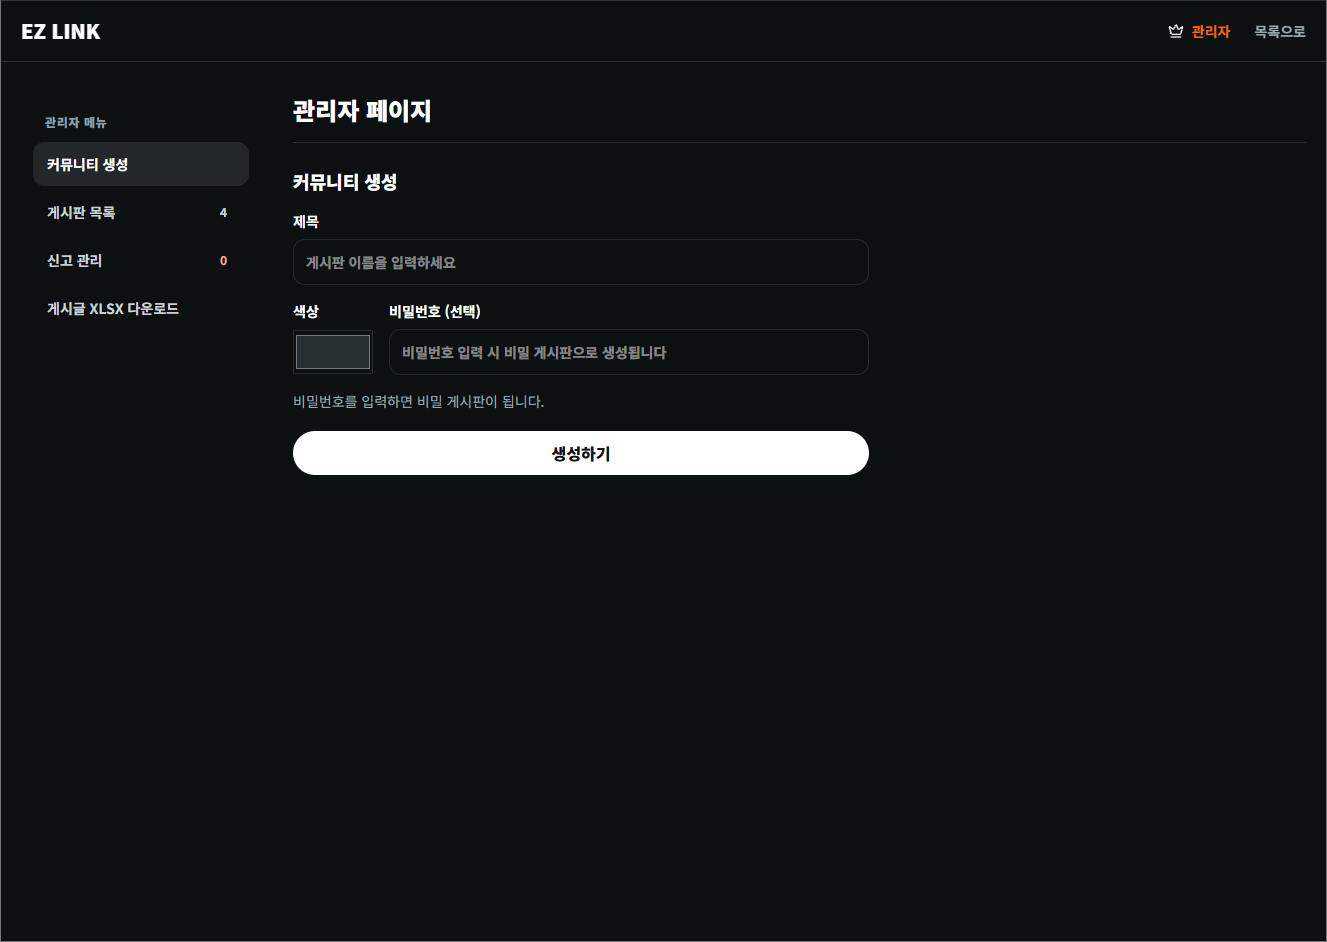 EZ LINK
관리자
목록으로
관리자 메뉴
커뮤니티 생성
게시판 목록 4
신고 관리 0
게시글 XLSX 다운로드
관리자 페이지
커뮤니티 생성
제목
게시판 이름을 입력하세요
색상 비밀번호 (선택)
비밀번호 입력 시 비밀 게시판으로 생성됩니다
비밀번호를 입력하면 비밀 게시판이 됩니다.
생성하기